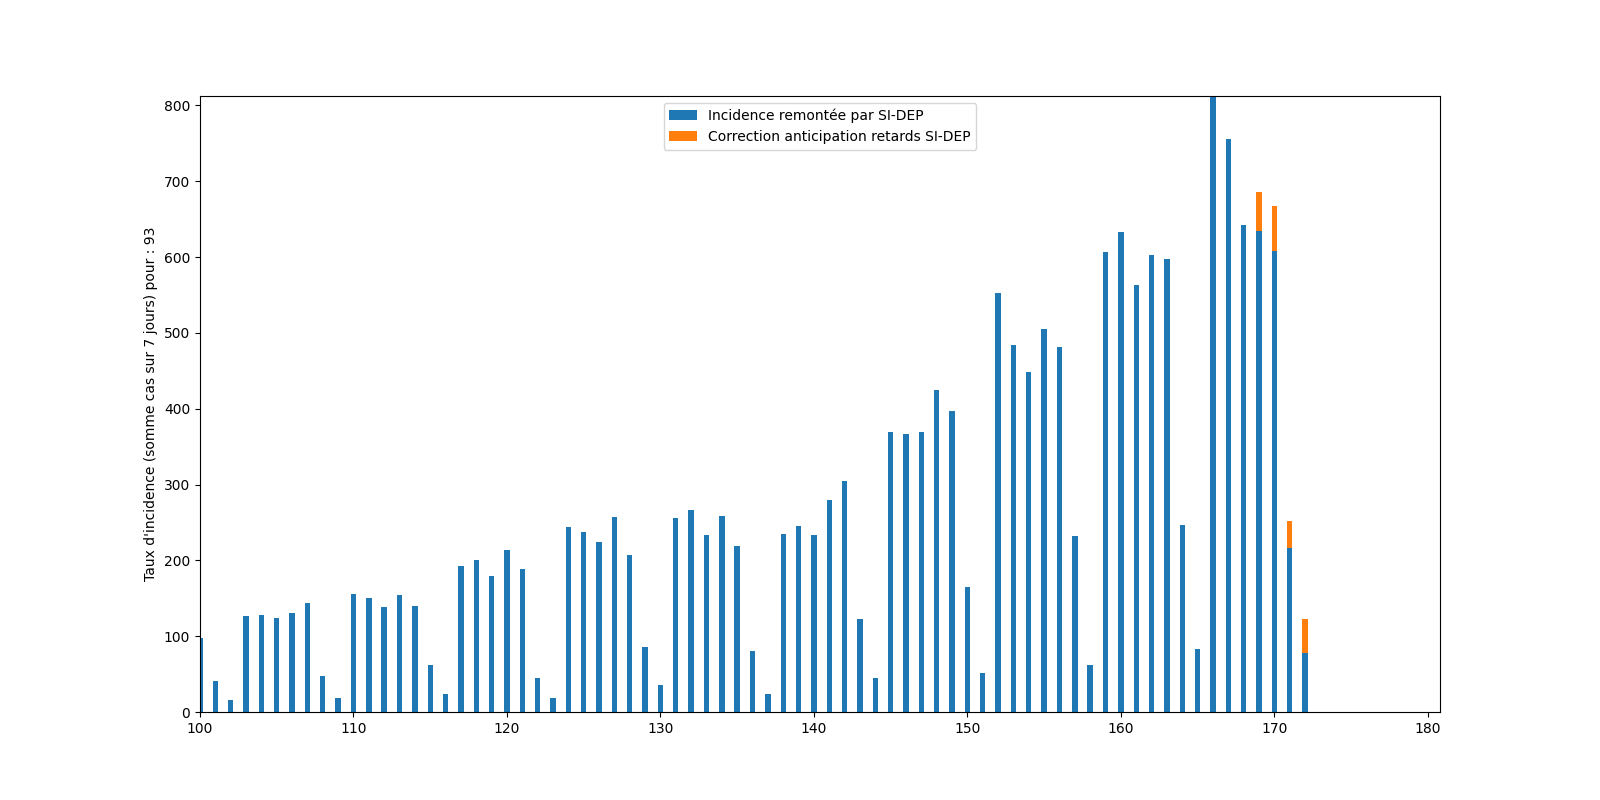 Incidence remontée par SI-DEP
Correction anticipation retards SI-DEP
Taux d'incidence (somme cas sur 7 jours) pour : 93
800
700
600
500
400
300
200
100
0
100 110 120 130 140 150 160 170 180